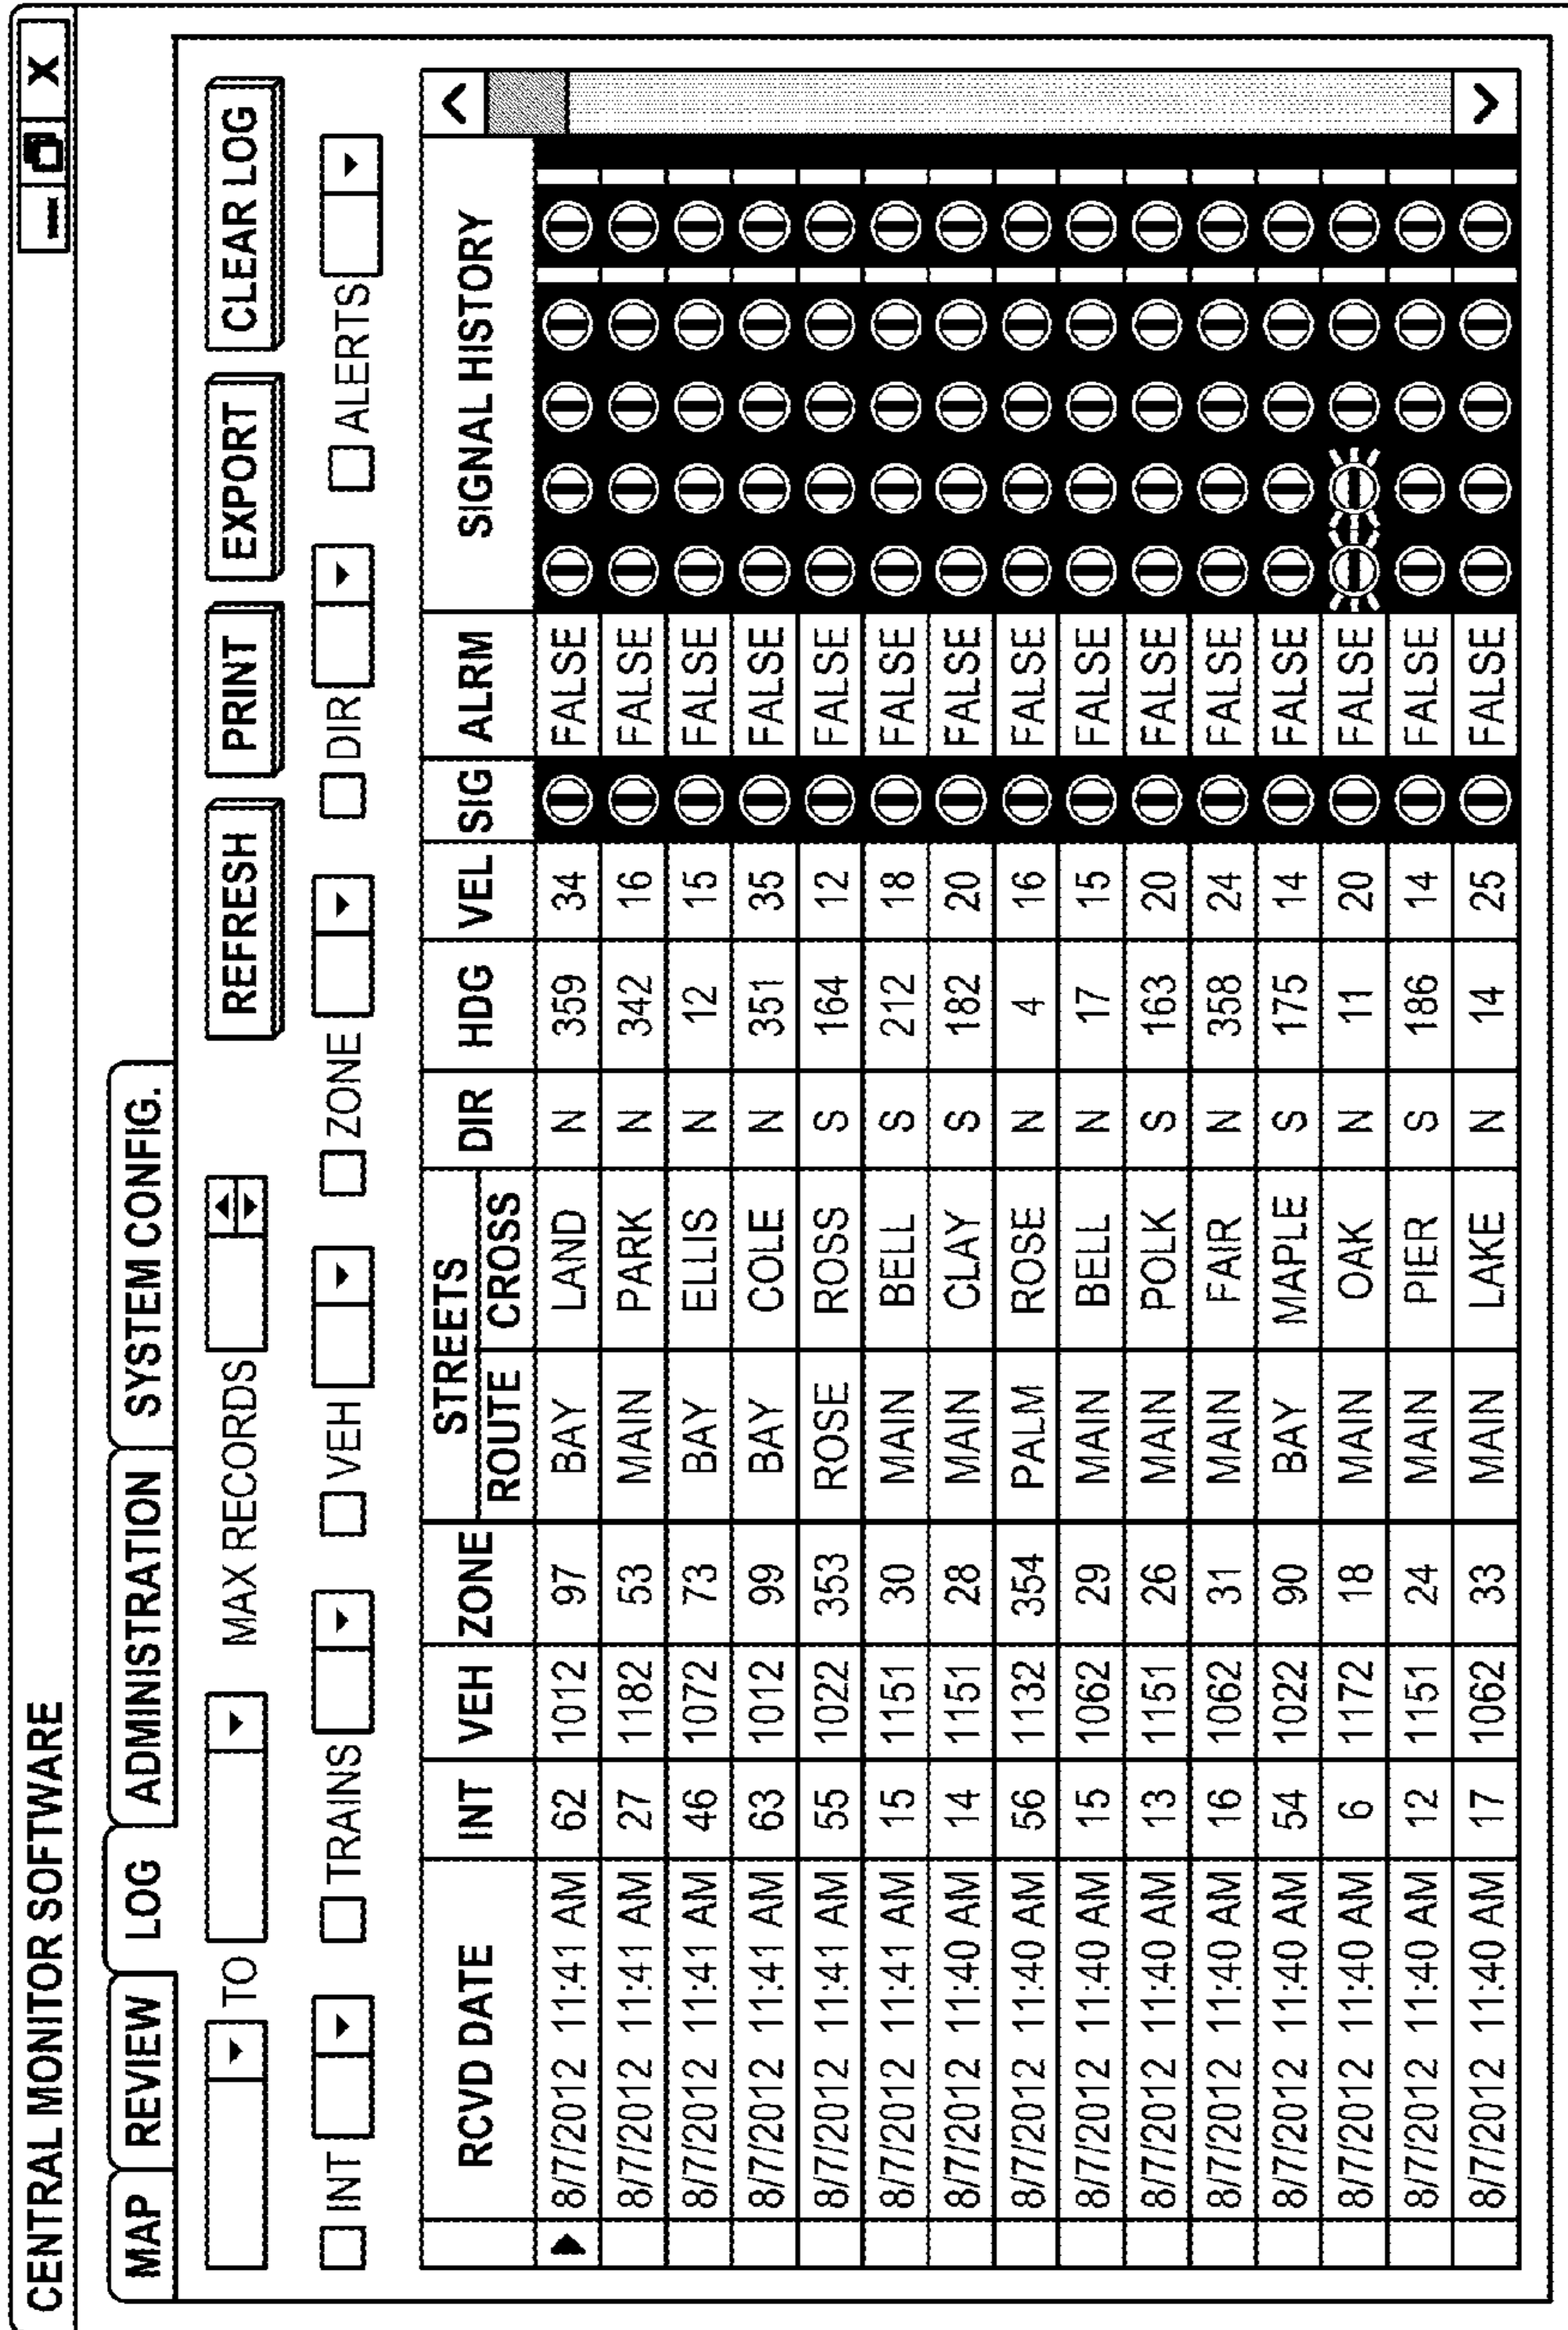 CENTRAL MONITOR SOFTWARE
X
MAP REVIEW LOG ADMINISTRATION SYSTEM CONFIG.
TO MAX RECORDS REFRESH PRINT EXPORT CLEAR LOG
INT TRAINS VEH ZONE DIR ALERTS
RCVD DATE INT VEH ZONE STREETS DIR HDG VEL SIG ALRM SIGNAL HISTORY
ROUTE CROSS
8/7/2012 11:41 AM 62 1012 97 BAY LAND N 359 34 FALSE
8/7/2012 11:41 AM 27 1182 53 MAIN PARK N 342 16 FALSE
8/7/2012 11:41 AM 46 1072 73 BAY ELLIS N 12 15 FALSE
8/7/2012 11:41 AM 63 1012 99 BAY COLE N 351 35 FALSE
8/7/2012 11:41 AM 55 1022 353 ROSE ROSS S 164 12 FALSE
8/7/2012 11:41 AM 15 1151 30 MAIN BELL S 212 18 FALSE
8/7/2012 11:40 AM 14 1151 28 MAIN CLAY S 182 20 FALSE
8/7/2012 11:40 AM 56 1132 354 PALM ROSE N 4 16 FALSE
8/7/2012 11:40 AM 15 1062 29 MAIN BELL N 17 15 FALSE
8/7/2012 11:40 AM 13 1151 26 MAIN POLK S 163 20 FALSE
8/7/2012 11:40 AM 16 1062 31 MAIN FAIR N 358 24 FALSE
8/7/2012 11:40 AM 54 1022 90 BAY MAPLE S 175 14 FALSE
8/7/2012 11:40 AM 6 1172 18 MAIN OAK N 11 20 FALSE
8/7/2012 11:40 AM 12 1151 24 MAIN PIER S 186 14 FALSE
8/7/2012 11:40 AM 17 1062 33 MAIN LAKE N 14 25 FALSE